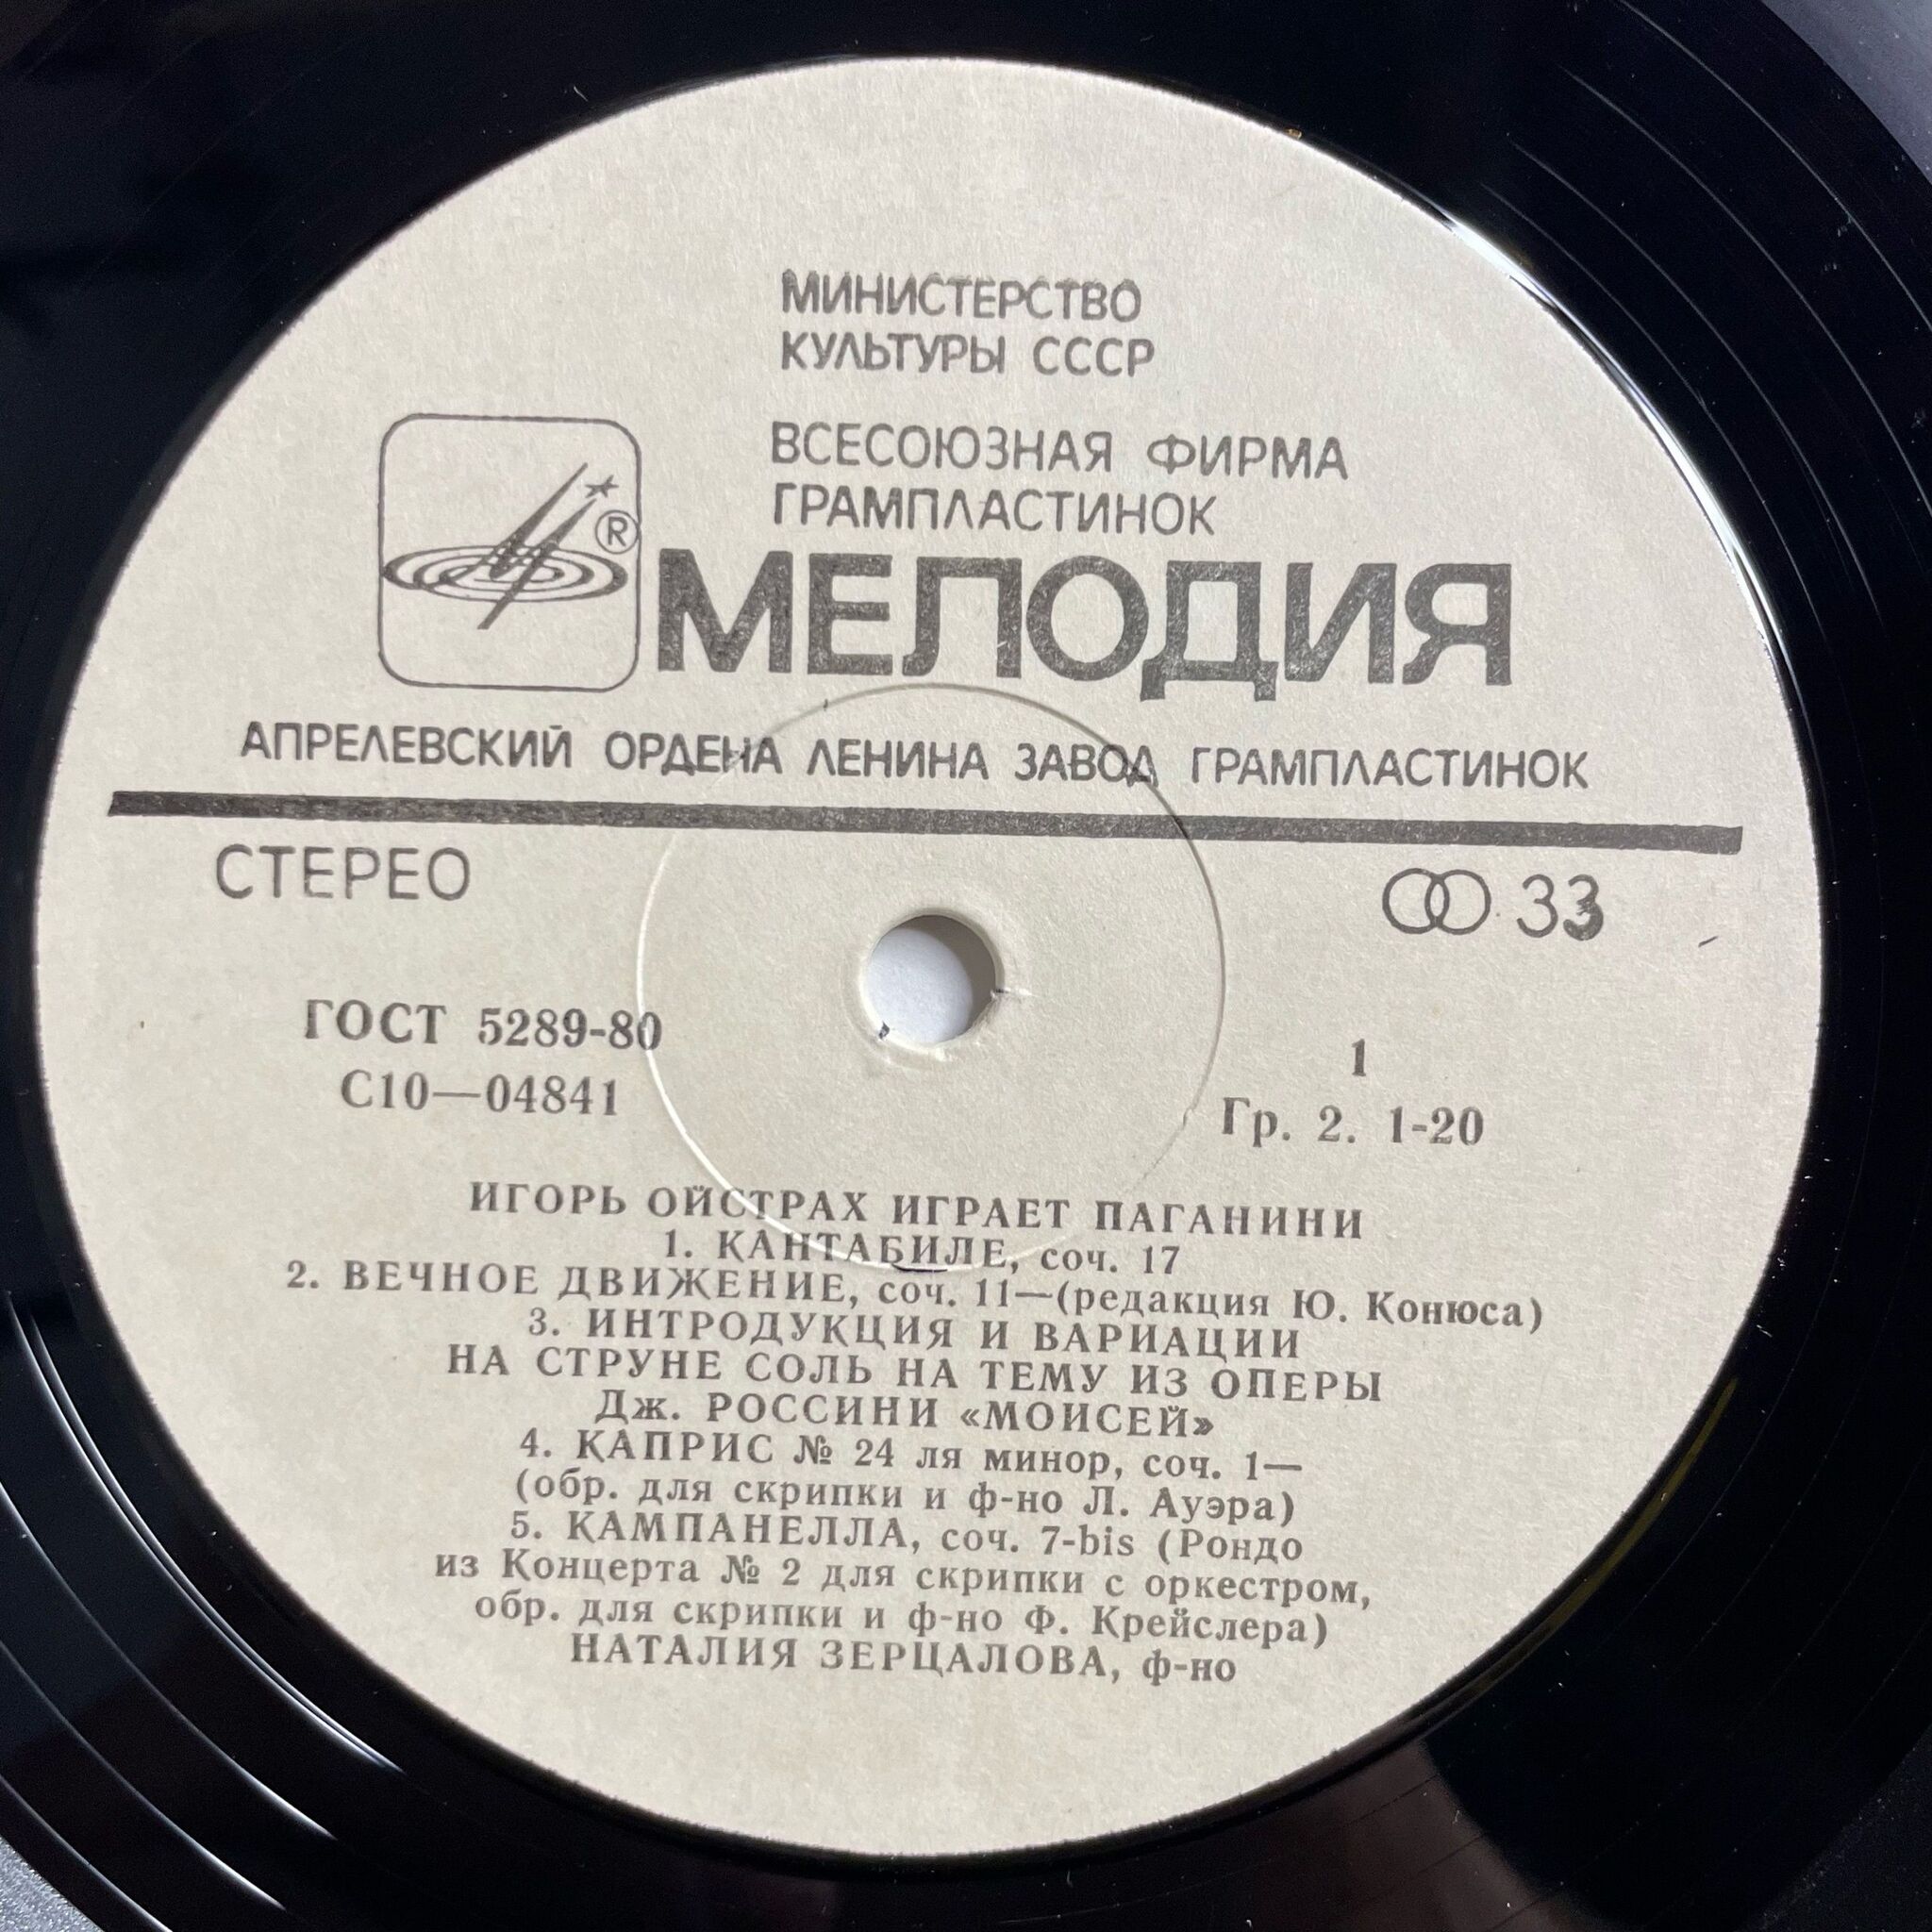 МИНИСТЕРСТВО
КУЛЬТУРЫ СССР
ВСЕСОЮЗНАЯ ФИРМА
ГРАМПЛАСТИНОК
®
МЕЛОДИЯ
АПРЕЛЕВСКИЙ ОРДЕНА ЛЕНИНА ЗАВОД ГРАМПЛАСТИНОК
СТЕРЕО
33
ГОСТ 5289-80
С10—04841
1
Гр. 2. 1-20
ИГОРЬ ОЙСТРАХ ИГРАЕТ ПАГАНИНИ
1. КАНТАБИЛЕ, соч. 17
2. ВЕЧНОЕ ДВИЖЕНИЕ, соч. 11—(редакция Ю. Конюса)
3. ИНТРОДУКЦИЯ И ВАРИАЦИИ
НА СТРУНЕ СОЛЬ НА ТЕМУ ИЗ ОПЕРЫ
Дж. РОССИНИ «МОИСЕЙ»
4. КАПРИС № 24 ля минор, соч. 1—
(обр. для скрипки и ф-но Л. Ауэра)
5. КАМПАНЕЛЛА, соч. 7-bis (Рондо
из Концерта № 2 для скрипки с оркестром,
обр. для скрипки и ф-но Ф. Крейслера)
НАТАЛИЯ ЗЕРЦАЛОВА, ф-но